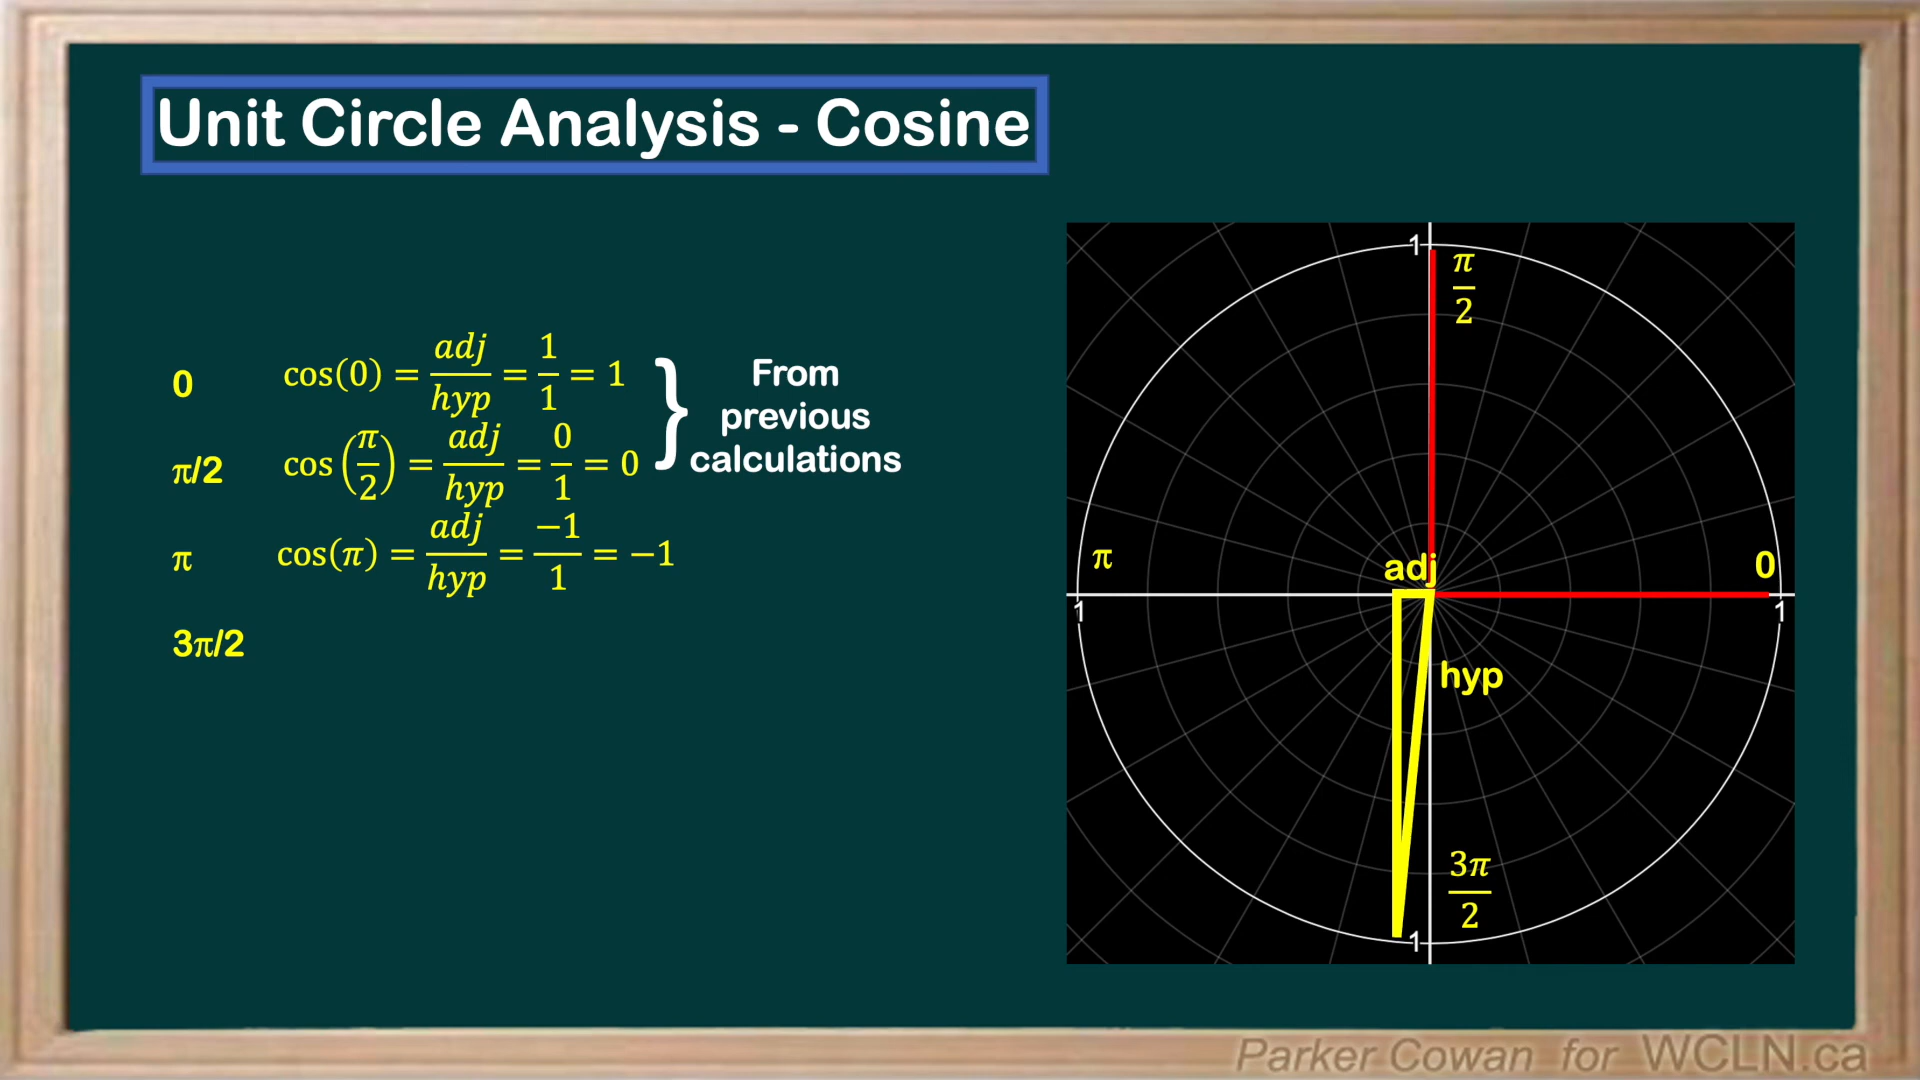 Unit Circle Analysis - Cosine
0 cos(0) = adj/hyp = 1/1 = 1
π/2 cos(π/2) = adj/hyp = 0/1 = 0
} From
previous
calculations
π cos(π) = adj/hyp = −1/1 = −1
3π/2
1
π/2
π
adj
0
1
1
hyp
3π/2
1
Parker Cowan for WCLN.ca